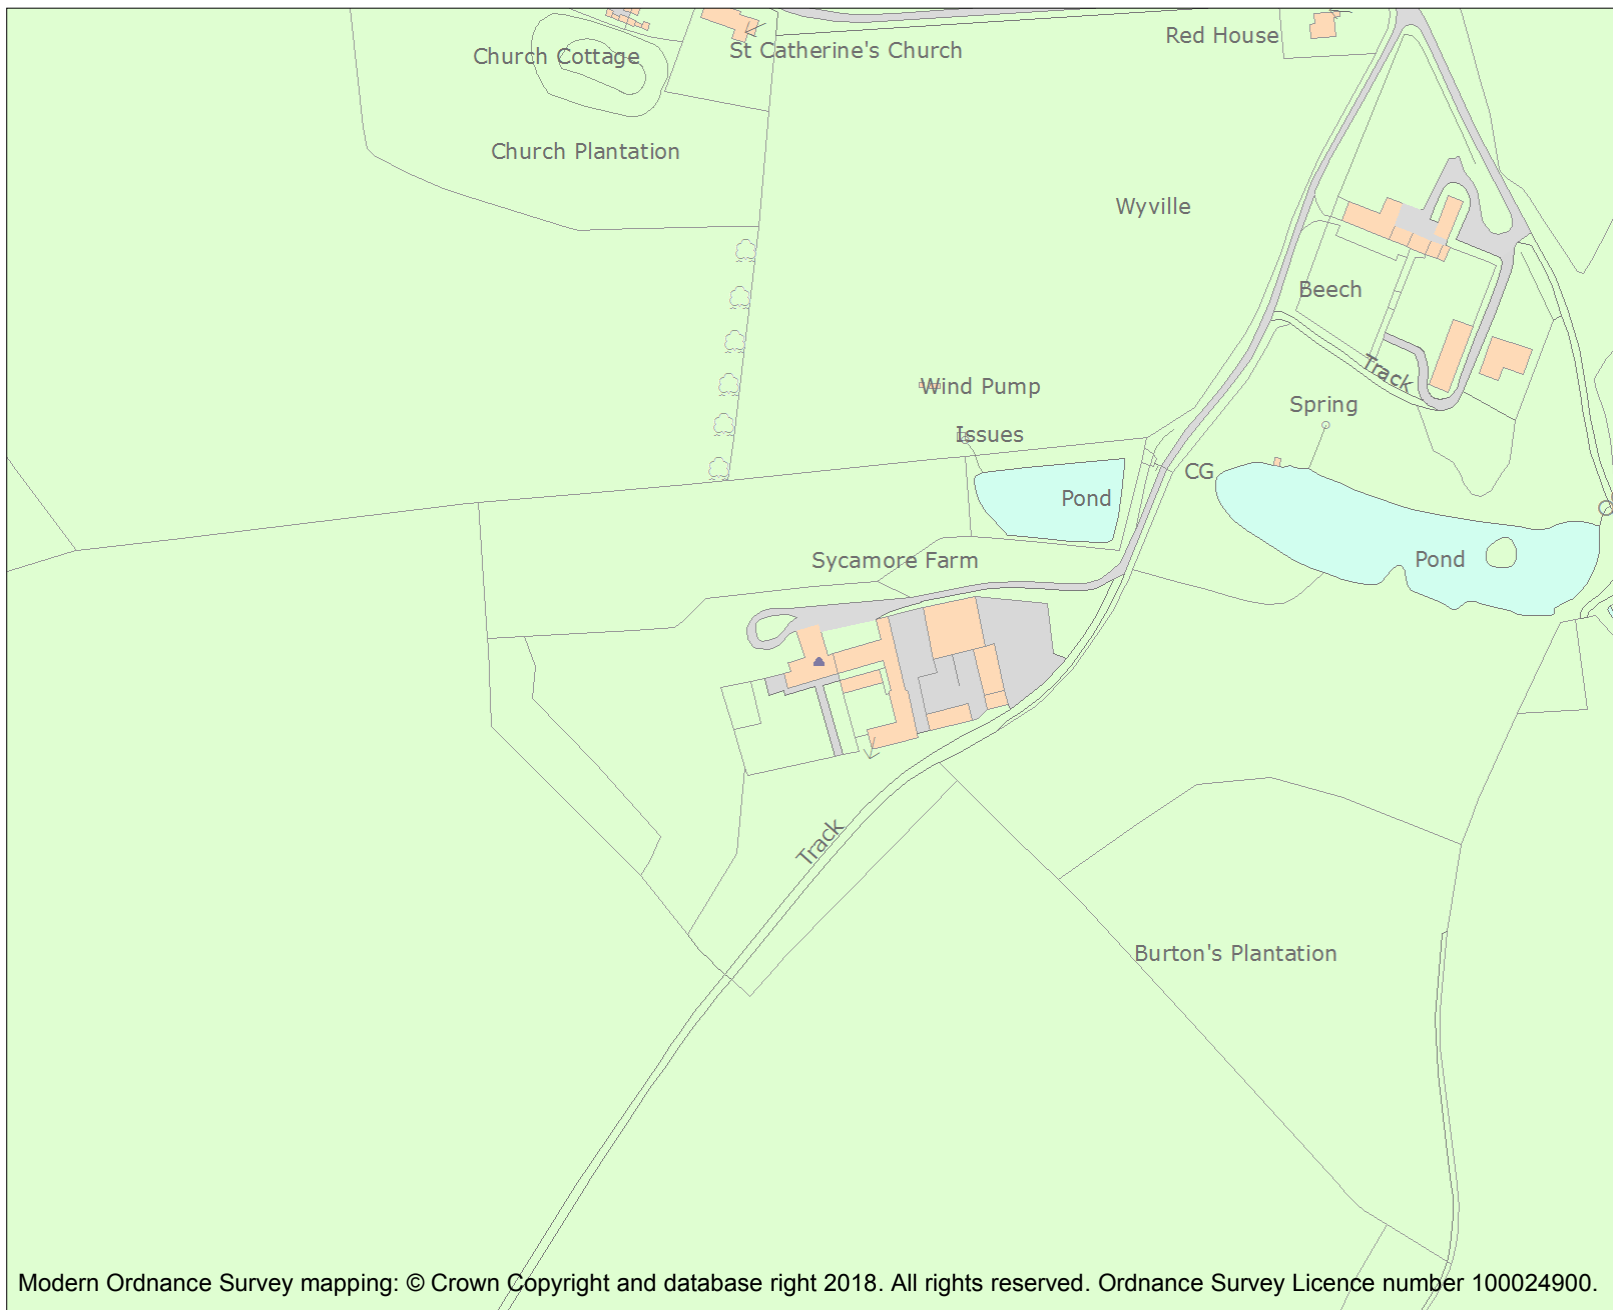 Red House
St Catherine's Church
Church Cottage
Church Plantation
Wyville
Beech
Track
Wind Pump
Spring
Issues
CG
Pond
Pond
Sycamore Farm
Track
Burton's Plantation
Modern Ordnance Survey mapping: © Crown Copyright and database right 2018. All rights reserved. Ordnance Survey Licence number 100024900.